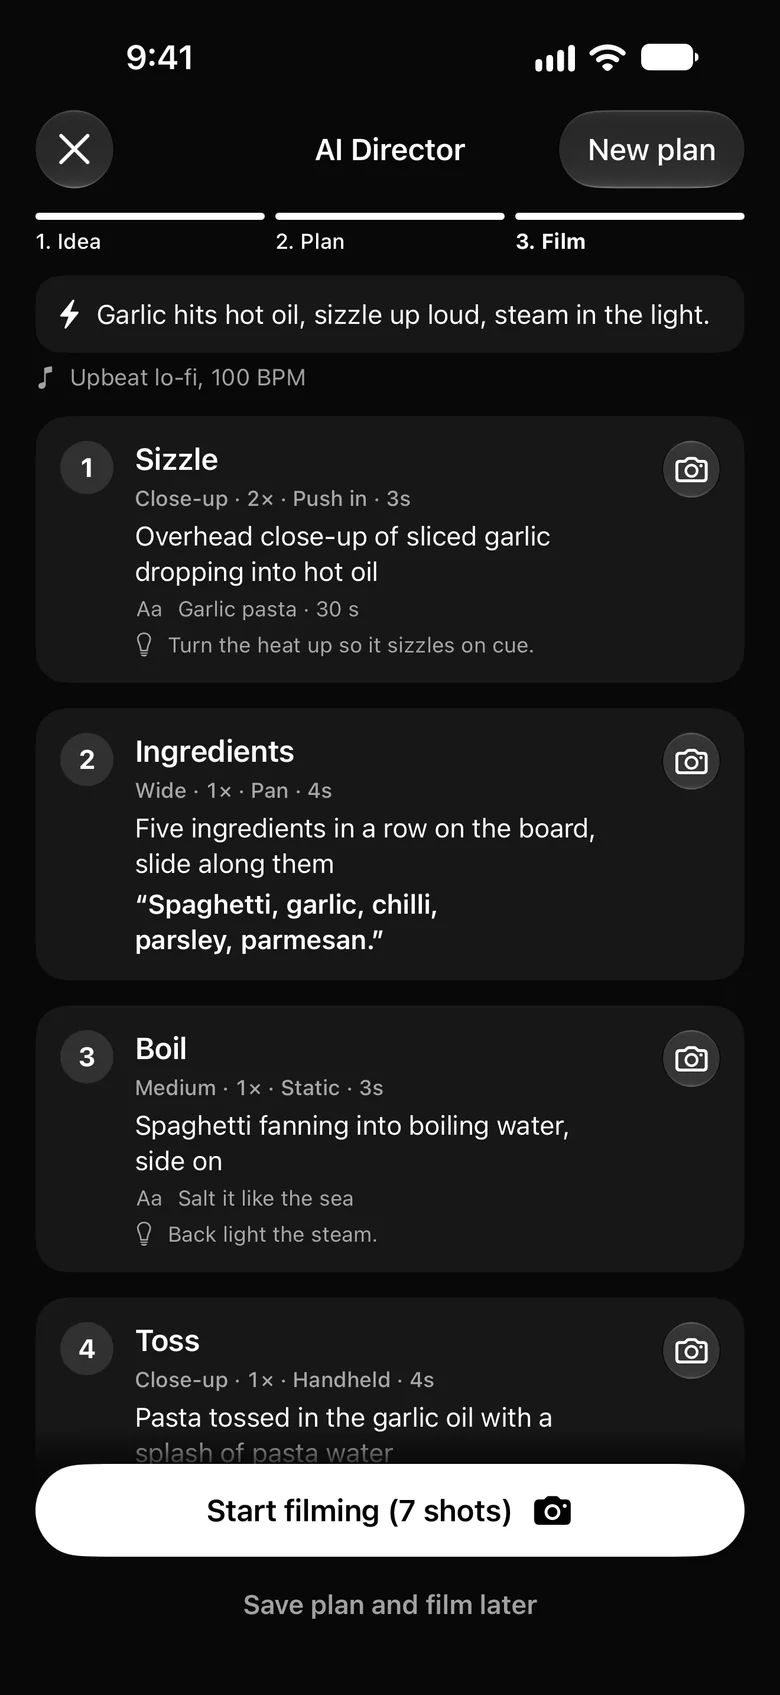 9:41
AI Director
New plan
1. Idea
2. Plan
3. Film
Garlic hits hot oil, sizzle up loud, steam in the light.
Upbeat lo-fi, 100 BPM
1
Sizzle
Close-up · 2× · Push in · 3s
Overhead close-up of sliced garlic
dropping into hot oil
Aa Garlic pasta · 30 s
Turn the heat up so it sizzles on cue.
2
Ingredients
Wide · 1× · Pan · 4s
Five ingredients in a row on the board,
slide along them
“Spaghetti, garlic, chilli,
parsley, parmesan.”
3
Boil
Medium · 1× · Static · 3s
Spaghetti fanning into boiling water,
side on
Aa Salt it like the sea
Back light the steam.
4
Toss
Close-up · 1× · Handheld · 4s
Pasta tossed in the garlic oil with a
splash of pasta water
Start filming (7 shots)
Save plan and film later